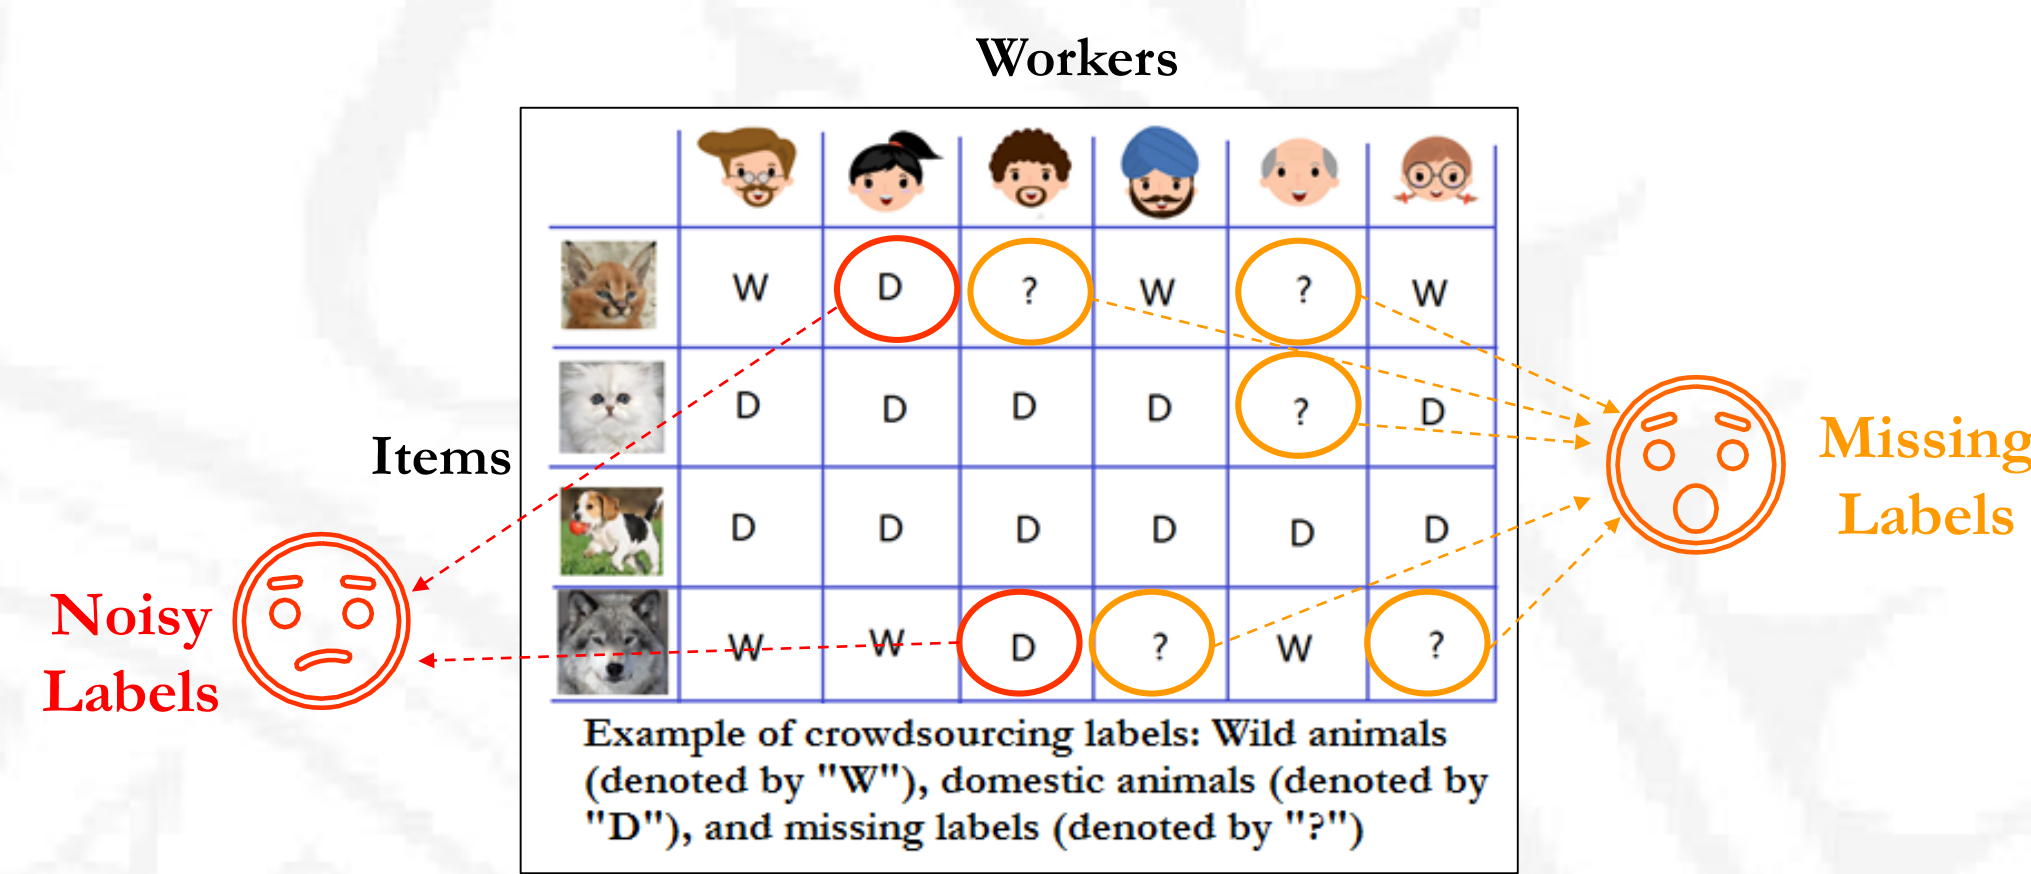 Workers
W D ? W ? W
D D D D ? D
Items
D D D D D D
Noisy
Labels
W W D ? W ?
Missing
Labels
Example of crowdsourcing labels: Wild animals
(denoted by "W"), domestic animals (denoted by
"D"), and missing labels (denoted by "?")